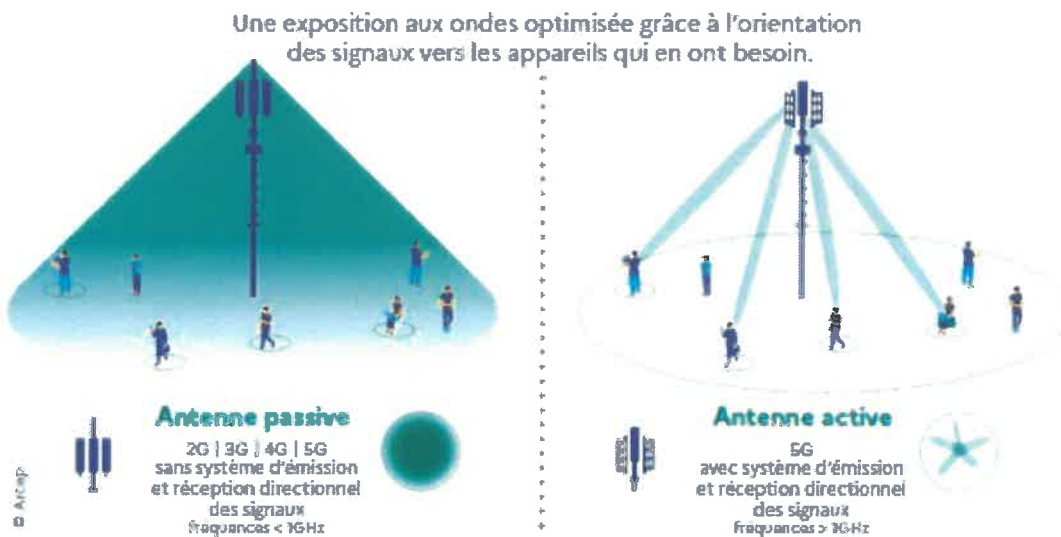 Une exposition aux ondes optimisée grâce à l'orientation
des signaux vers les appareils qui en ont besoin.
Antenne passive
2G | 3G | 4G | 5G
sans système d'émission
et réception directionnel
des signaux
fréquences < 1GHz
Antenne active
5G
avec système d'émission
et réception directionnel
des signaux
fréquences > 1GHz
© Arcep